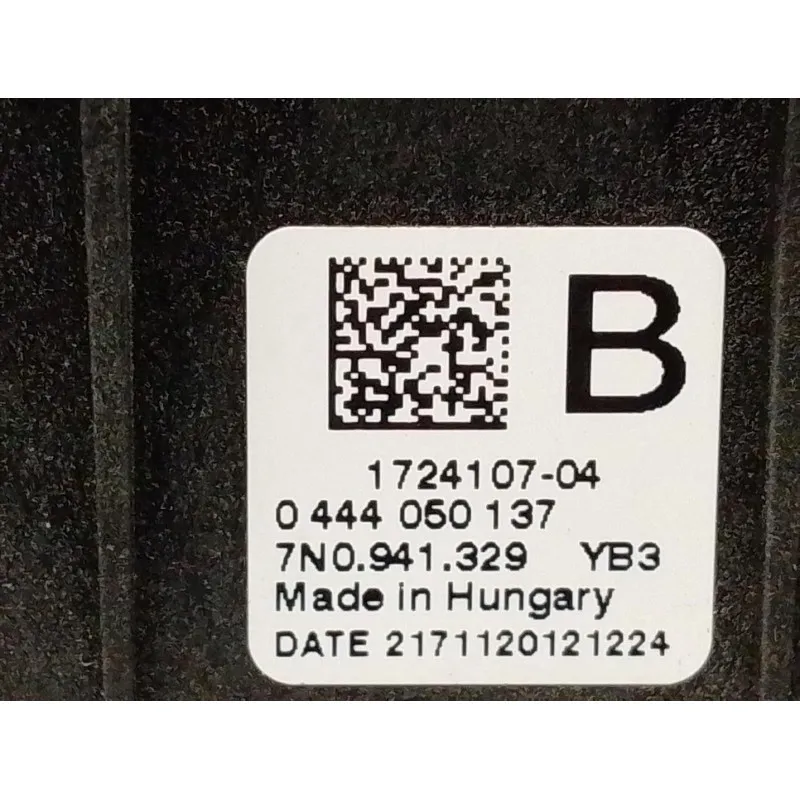 B
1724107-04
0 444 050 137
7N0.941.329 YB3
Made in Hungary
DATE 2171120121224